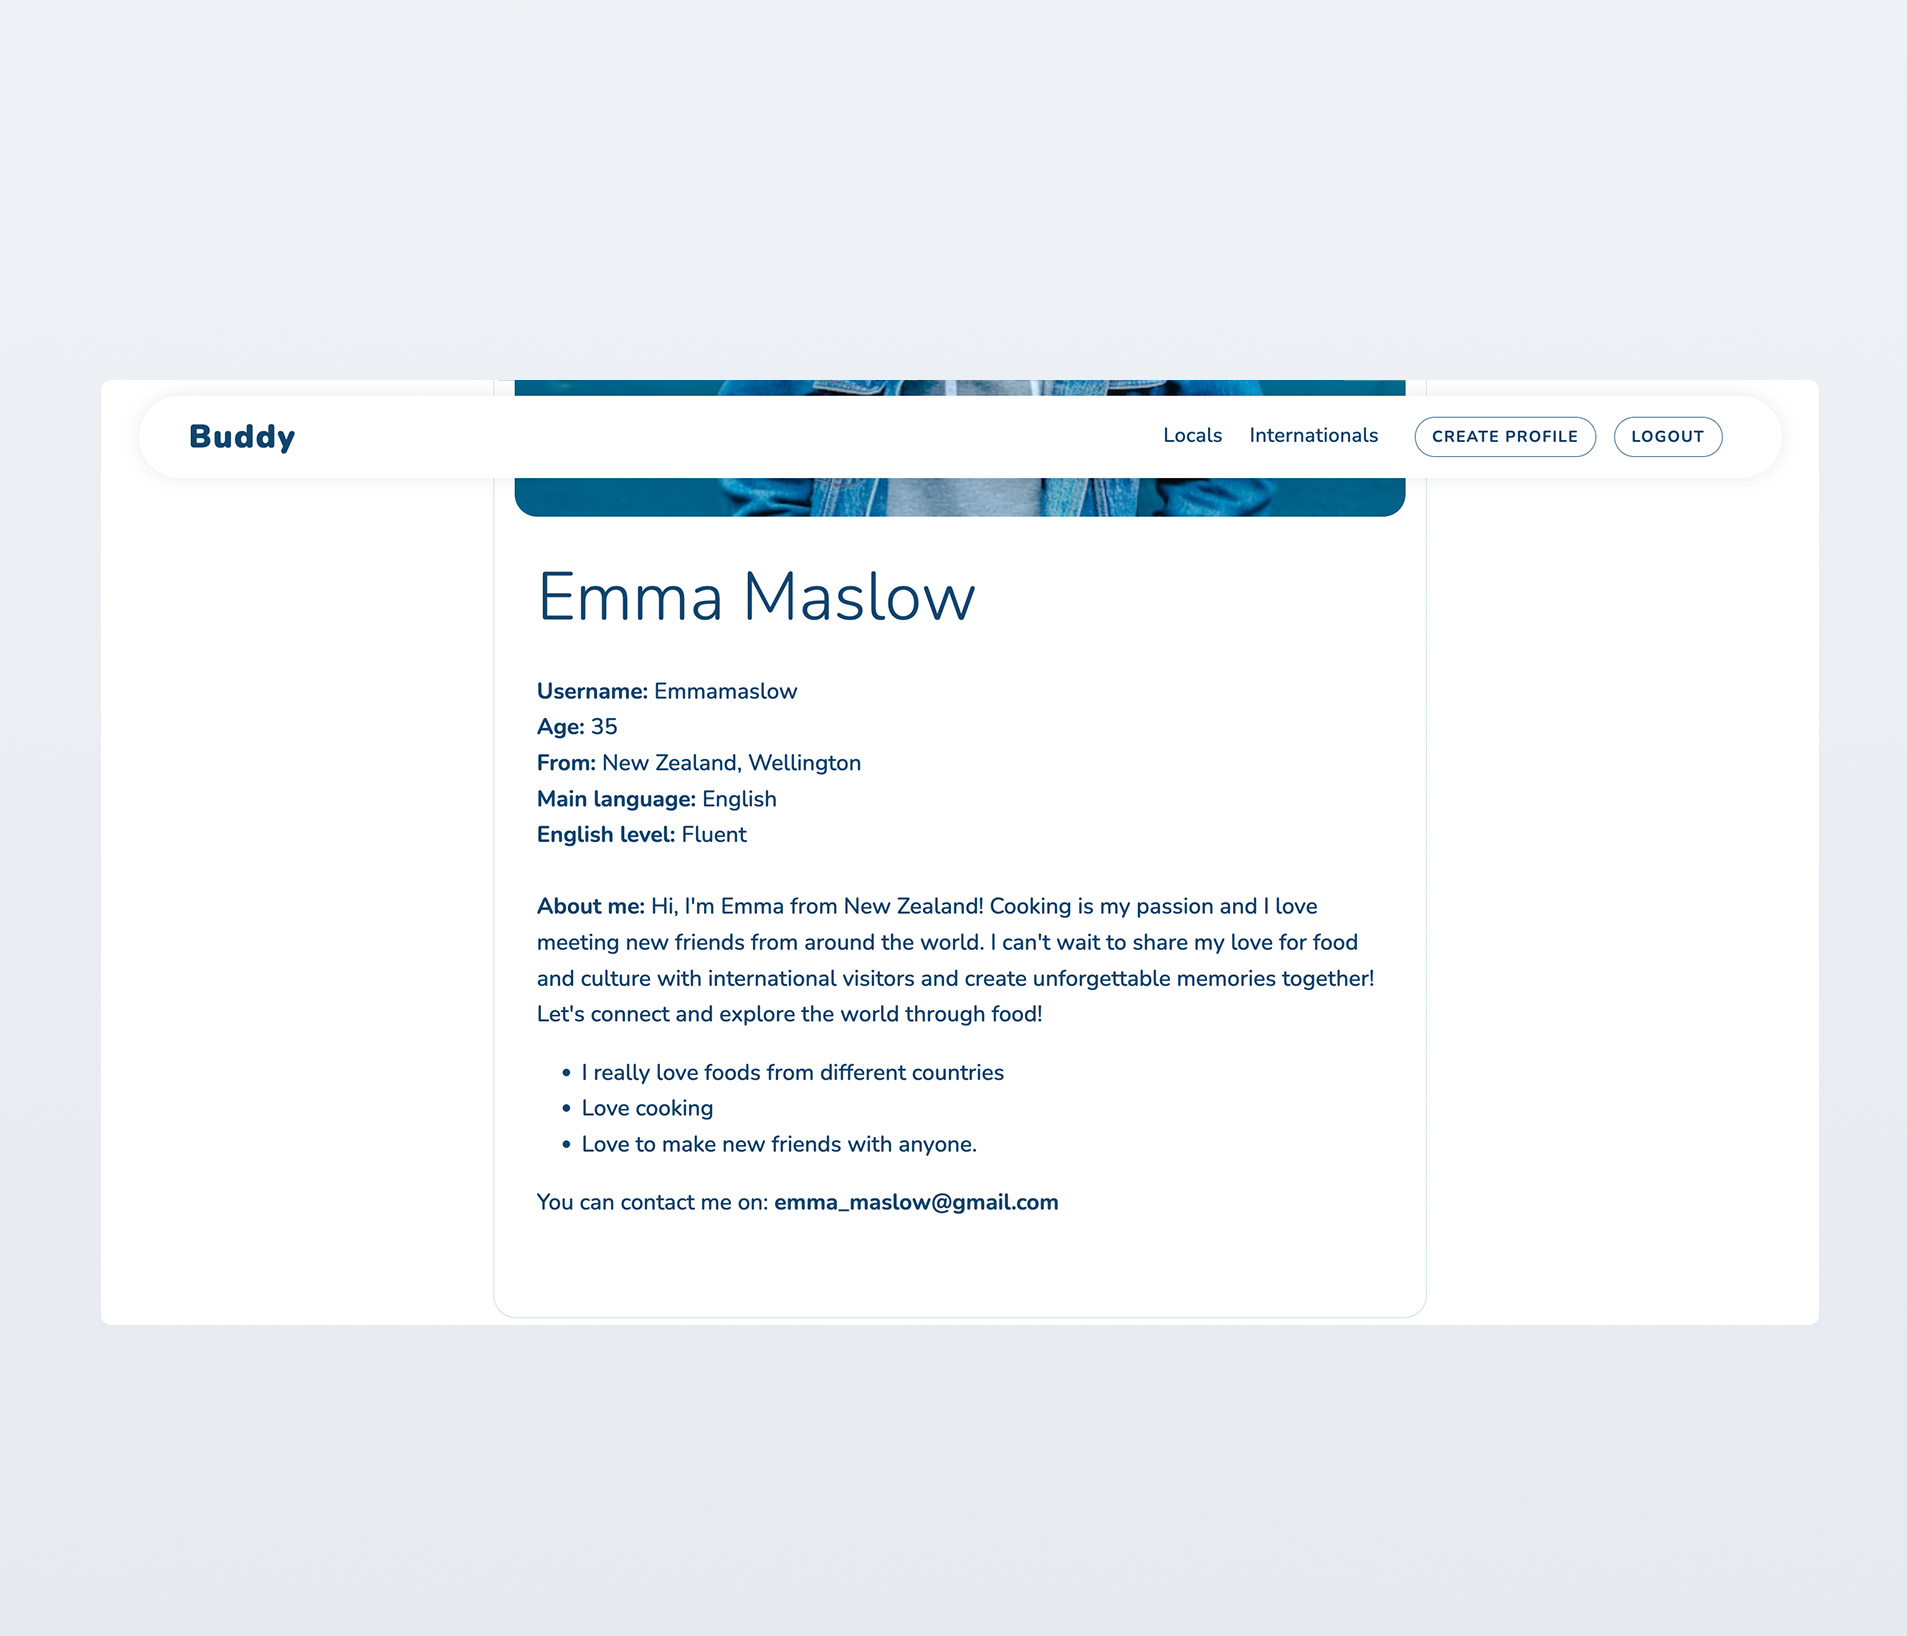 Buddy
Locals Internationals CREATE PROFILE LOGOUT
Emma Maslow
Username: Emmamaslow
Age: 35
From: New Zealand, Wellington
Main language: English
English level: Fluent
About me: Hi, I'm Emma from New Zealand! Cooking is my passion and I love
meeting new friends from around the world. I can't wait to share my love for food
and culture with international visitors and create unforgettable memories together!
Let's connect and explore the world through food!
• I really love foods from different countries
• Love cooking
• Love to make new friends with anyone.
You can contact me on: emma_maslow@gmail.com